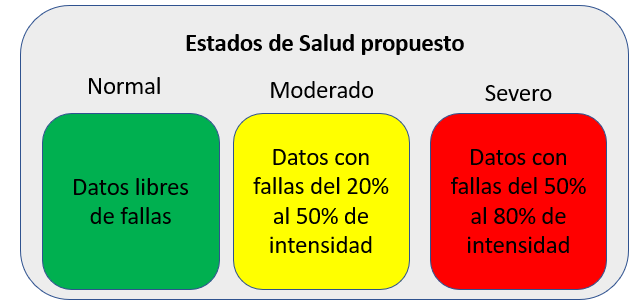 Estados de Salud propuesto
Normal
Moderado
Severo
Datos libres
de fallas
Datos con
fallas del 20%
al 50% de
intensidad
Datos con
fallas del 50%
al 80% de
intensidad